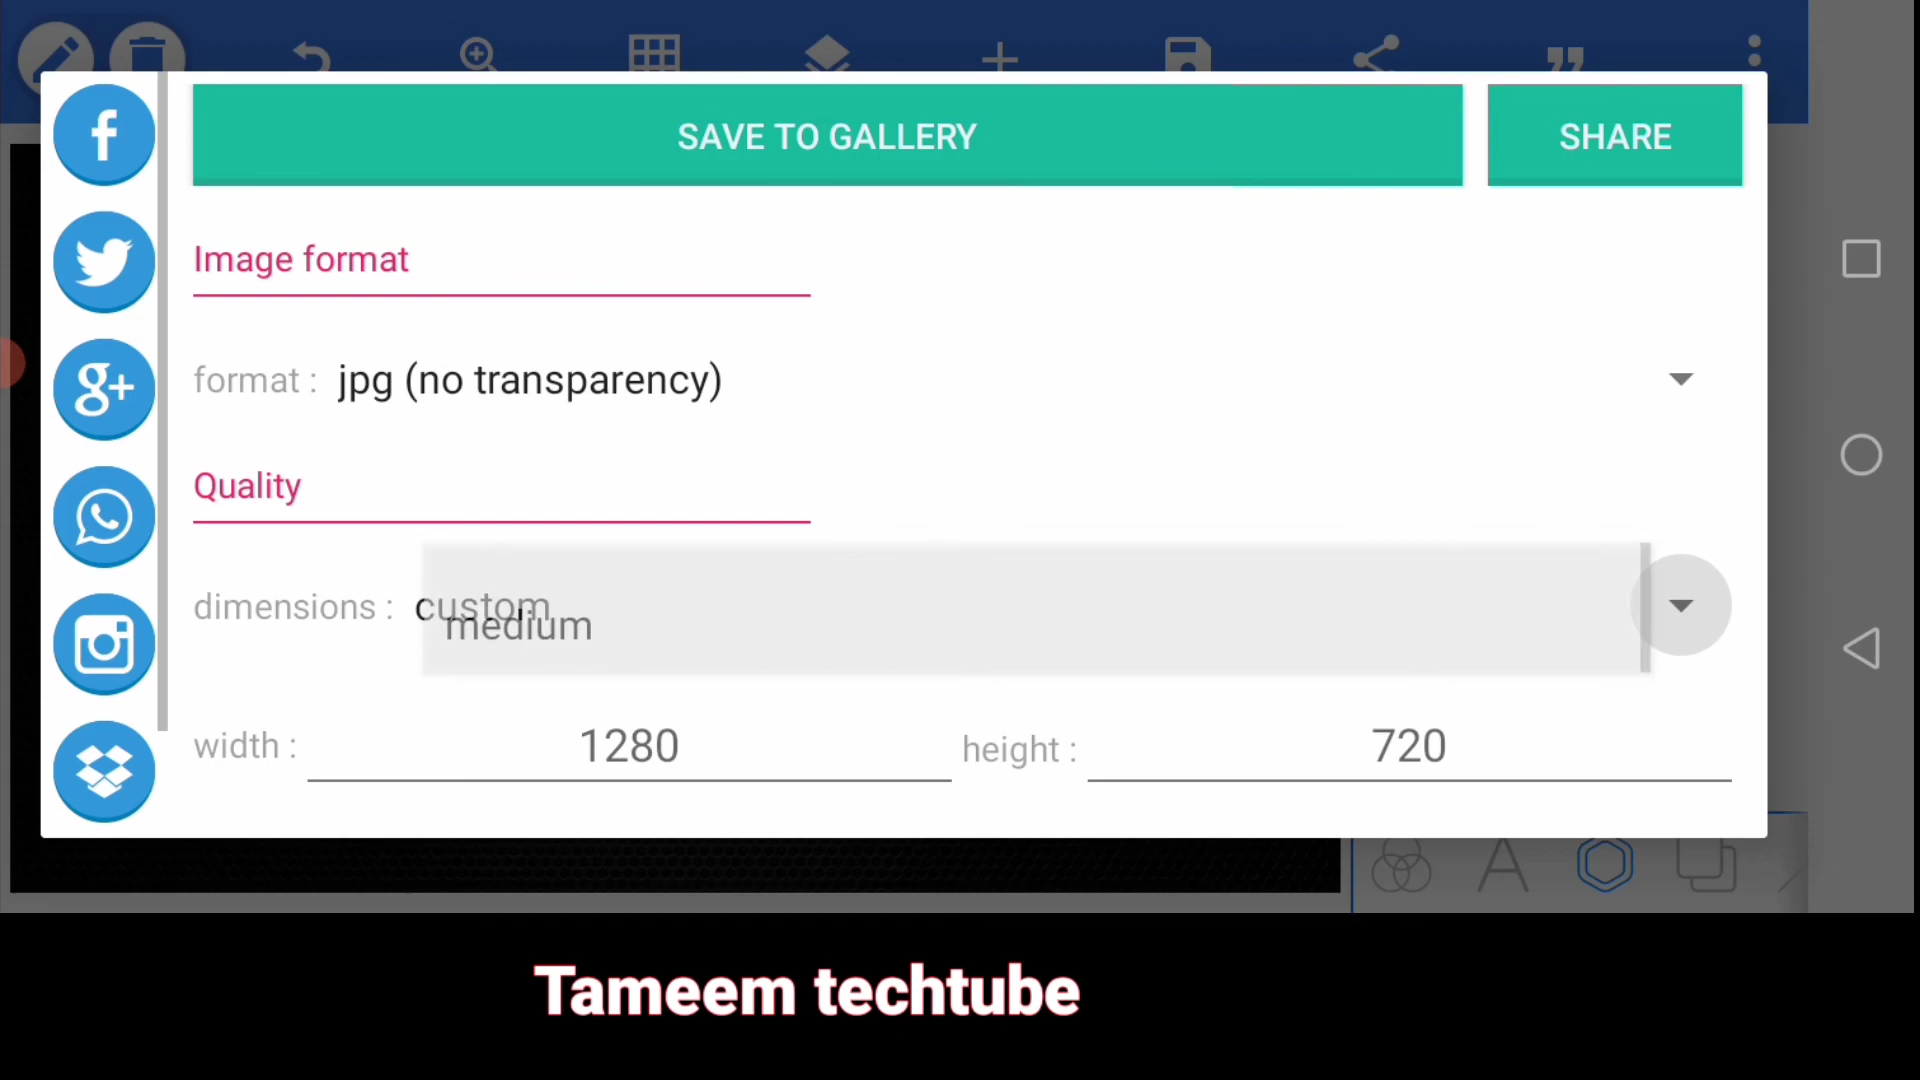 SAVE TO GALLERY
SHARE
Image format
format : jpg (no transparency)
Quality
dimensions : custom
medium
width : 1280 height : 720
Tameem techtube